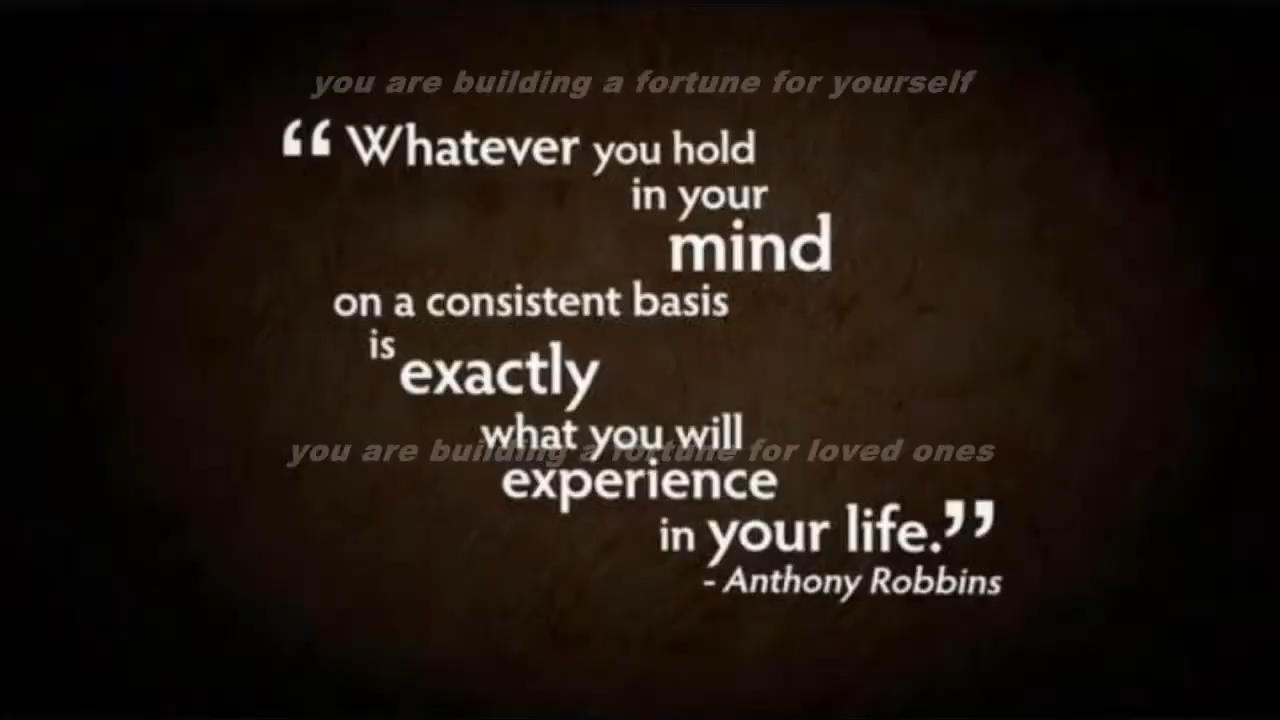 you are building a fortune for yourself
“ Whatever you hold
in your
mind
on a consistent basis
is
exactly
what you will
you are building a fortune for loved ones
experience
in your life.”
- Anthony Robbins